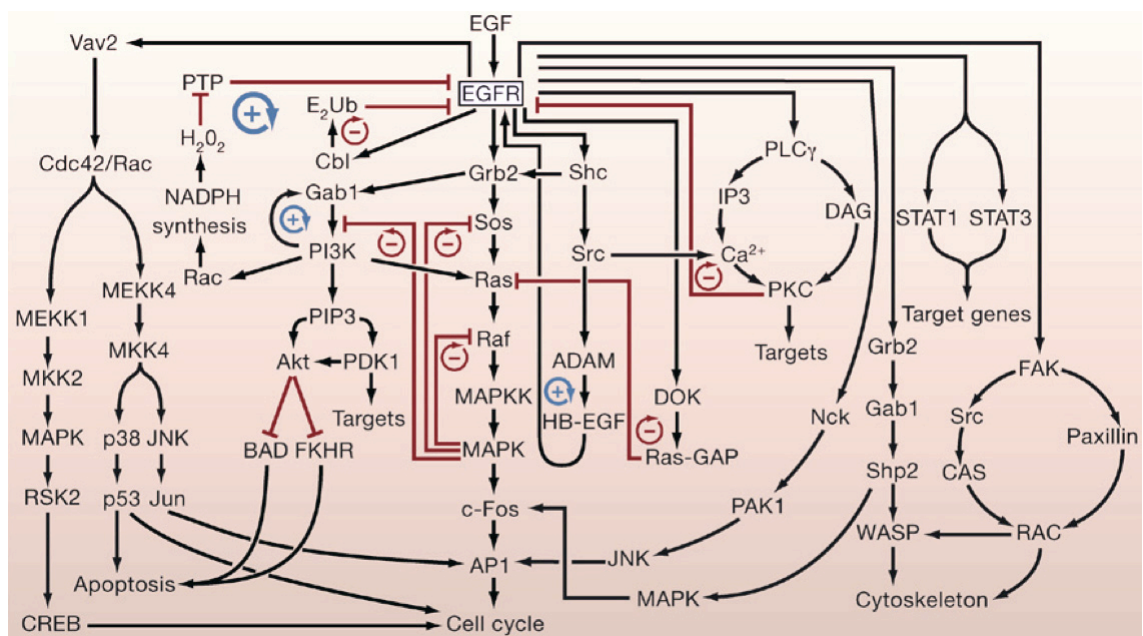 EGF
Vav2
PTP
EGFR
+
E₂Ub
−
H₂0₂
PLCγ
Cdc42/Rac
Cbl
Grb2
Shc
IP3
DAG
NADPH
synthesis
Gab1
+
−
−
Sos
STAT1
STAT3
PI3K
Src
Ca²⁺
−
Rac
Ras
PKC
MEKK4
MEKK1
PIP3
Raf
−
Target genes
MKK4
Akt
PDK1
ADAM
Targets
Grb2
FAK
MKK2
MAPKK
+
DOK
Targets
HB-EGF
Nck
Gab1
Src
Paxillin
MAPK
p38
JNK
BAD
FKHR
MAPK
−
Ras-GAP
Shp2
CAS
RSK2
p53
Jun
c-Fos
PAK1
WASP
RAC
AP1
JNK
Apoptosis
MAPK
Cytoskeleton
CREB
Cell cycle